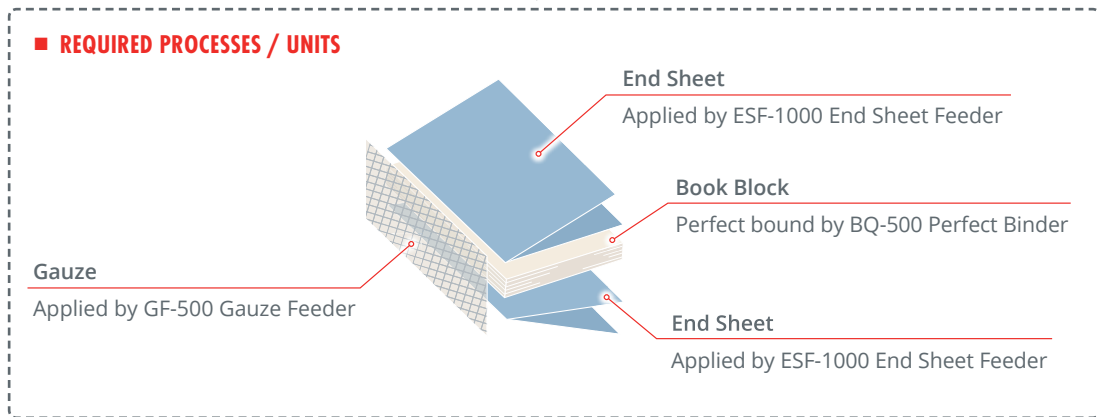 REQUIRED PROCESSES / UNITS
End Sheet
Applied by ESF-1000 End Sheet Feeder
Book Block
Perfect bound by BQ-500 Perfect Binder
Gauze
Applied by GF-500 Gauze Feeder
End Sheet
Applied by ESF-1000 End Sheet Feeder